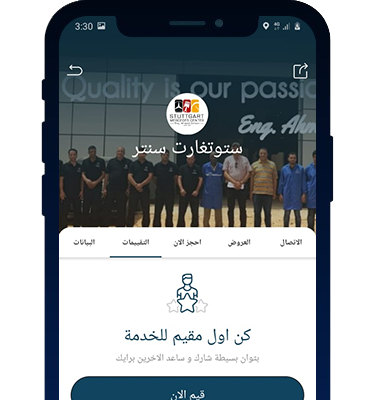 3:30
Quality is our passi
Eng. Ahm
STUTTGART
ستوتغارت سنتر
الاتصال العروض احجز الان التقييمات البيانات
كن اول مقيم للخدمة
بثوان بسيطة شارك و ساعد الاخرين برايك
قيم الان